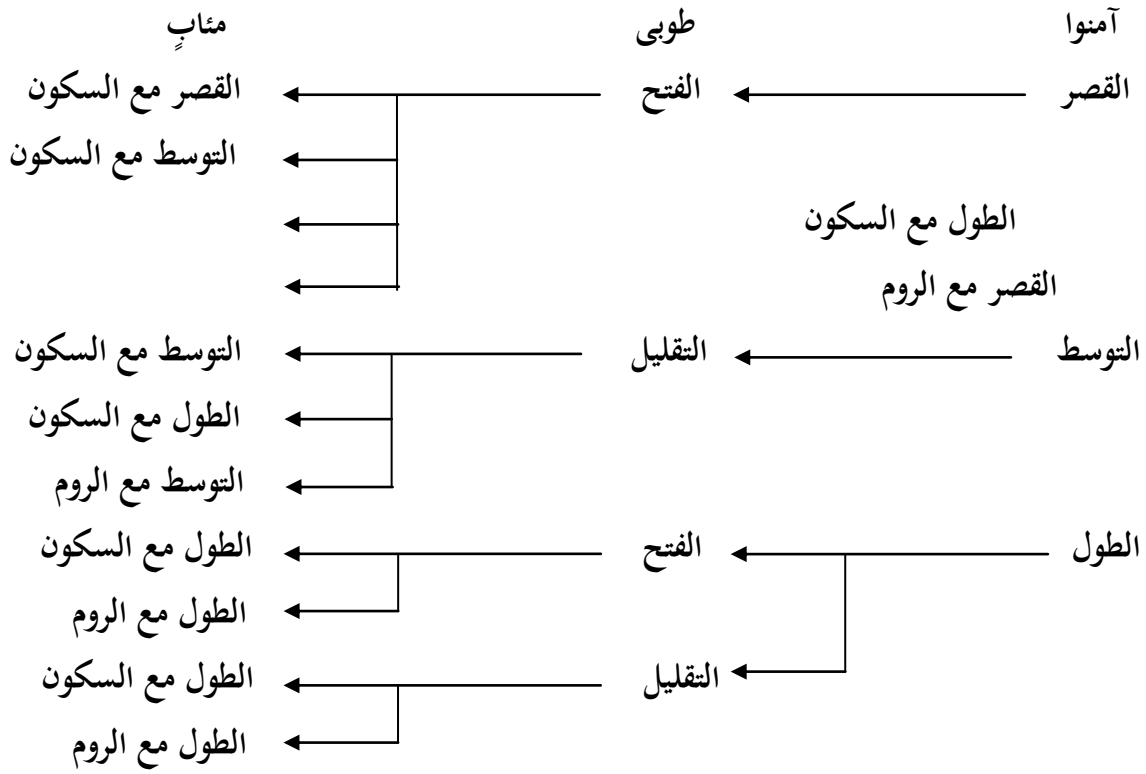 آمنوا طوبى مئابٍ
القصر الفتح القصر مع السكون
التوسط مع السكون
الطول مع السكون
القصر مع الروم
التوسط التقليل التوسط مع السكون
الطول مع السكون
التوسط مع الروم
الطول الفتح الطول مع السكون
الطول مع الروم
التقليل الطول مع السكون
الطول مع الروم